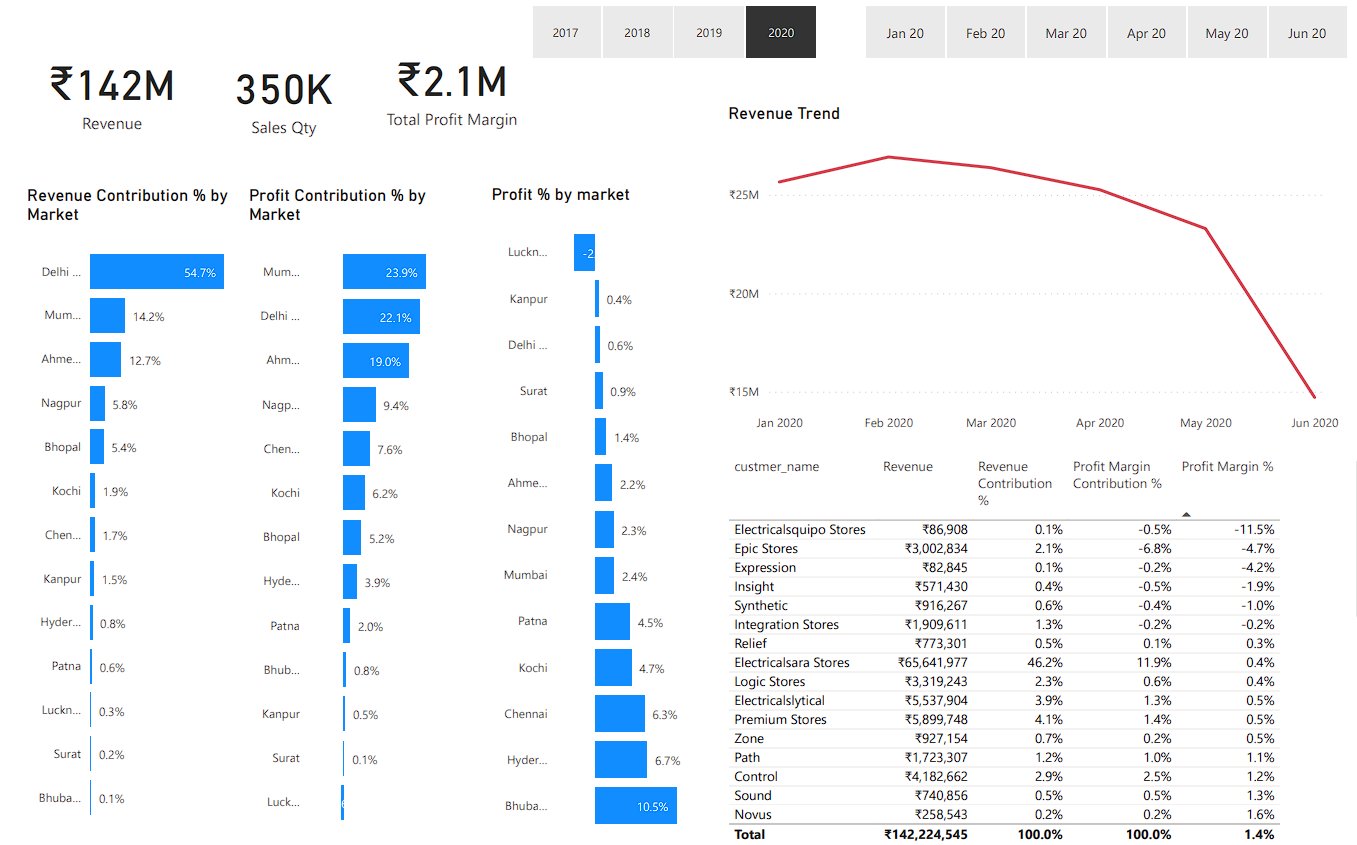 2017 2018 2019 2020
Jan 20 Feb 20 Mar 20 Apr 20 May 20 Jun 20
₹142M
Revenue
350K
Sales Qty
₹2.1M
Total Profit Margin
Revenue Contribution % by
Market
Delhi ... 54.7%
Mum... 14.2%
Ahme... 12.7%
Nagpur 5.8%
Bhopal 5.4%
Kochi 1.9%
Chen... 1.7%
Kanpur 1.5%
Hyder... 0.8%
Patna 0.6%
Luckn... 0.3%
Surat 0.2%
Bhuba... 0.1%
Profit Contribution % by
Market
Mum... 23.9%
Delhi ... 22.1%
Ahm... 19.0%
Nagp... 9.4%
Chen... 7.6%
Kochi 6.2%
Bhopal 5.2%
Hyde... 3.9%
Patna 2.0%
Bhub... 0.8%
Kanpur 0.5%
Surat 0.1%
Luck...
Profit % by market
Luckn... -2
Kanpur 0.4%
Delhi ... 0.6%
Surat 0.9%
Bhopal 1.4%
Ahme... 2.2%
Nagpur 2.3%
Mumbai 2.4%
Patna 4.5%
Kochi 4.7%
Chennai 6.3%
Hyder... 6.7%
Bhuba... 10.5%
Revenue Trend
₹25M
₹20M
₹15M
Jan 2020 Feb 2020 Mar 2020 Apr 2020 May 2020 Jun 2020
custmer_name Revenue Revenue Profit Margin Profit Margin %
Contribution Contribution %
%
Electricalsquipo Stores ₹86,908 0.1% -0.5% -11.5%
Epic Stores ₹3,002,834 2.1% -6.8% -4.7%
Expression ₹82,845 0.1% -0.2% -4.2%
Insight ₹571,430 0.4% -0.5% -1.9%
Synthetic ₹916,267 0.6% -0.4% -1.0%
Integration Stores ₹1,909,611 1.3% -0.2% -0.2%
Relief ₹773,301 0.5% 0.1% 0.3%
Electricalsara Stores ₹65,641,977 46.2% 11.9% 0.4%
Logic Stores ₹3,319,243 2.3% 0.6% 0.4%
Electricalslytical ₹5,537,904 3.9% 1.3% 0.5%
Premium Stores ₹5,899,748 4.1% 1.4% 0.5%
Zone ₹927,154 0.7% 0.2% 0.5%
Path ₹1,723,307 1.2% 1.0% 1.1%
Control ₹4,182,662 2.9% 2.5% 1.2%
Sound ₹740,856 0.5% 0.5% 1.3%
Novus ₹258,543 0.2% 0.2% 1.6%
Total ₹142,224,545 100.0% 100.0% 1.4%